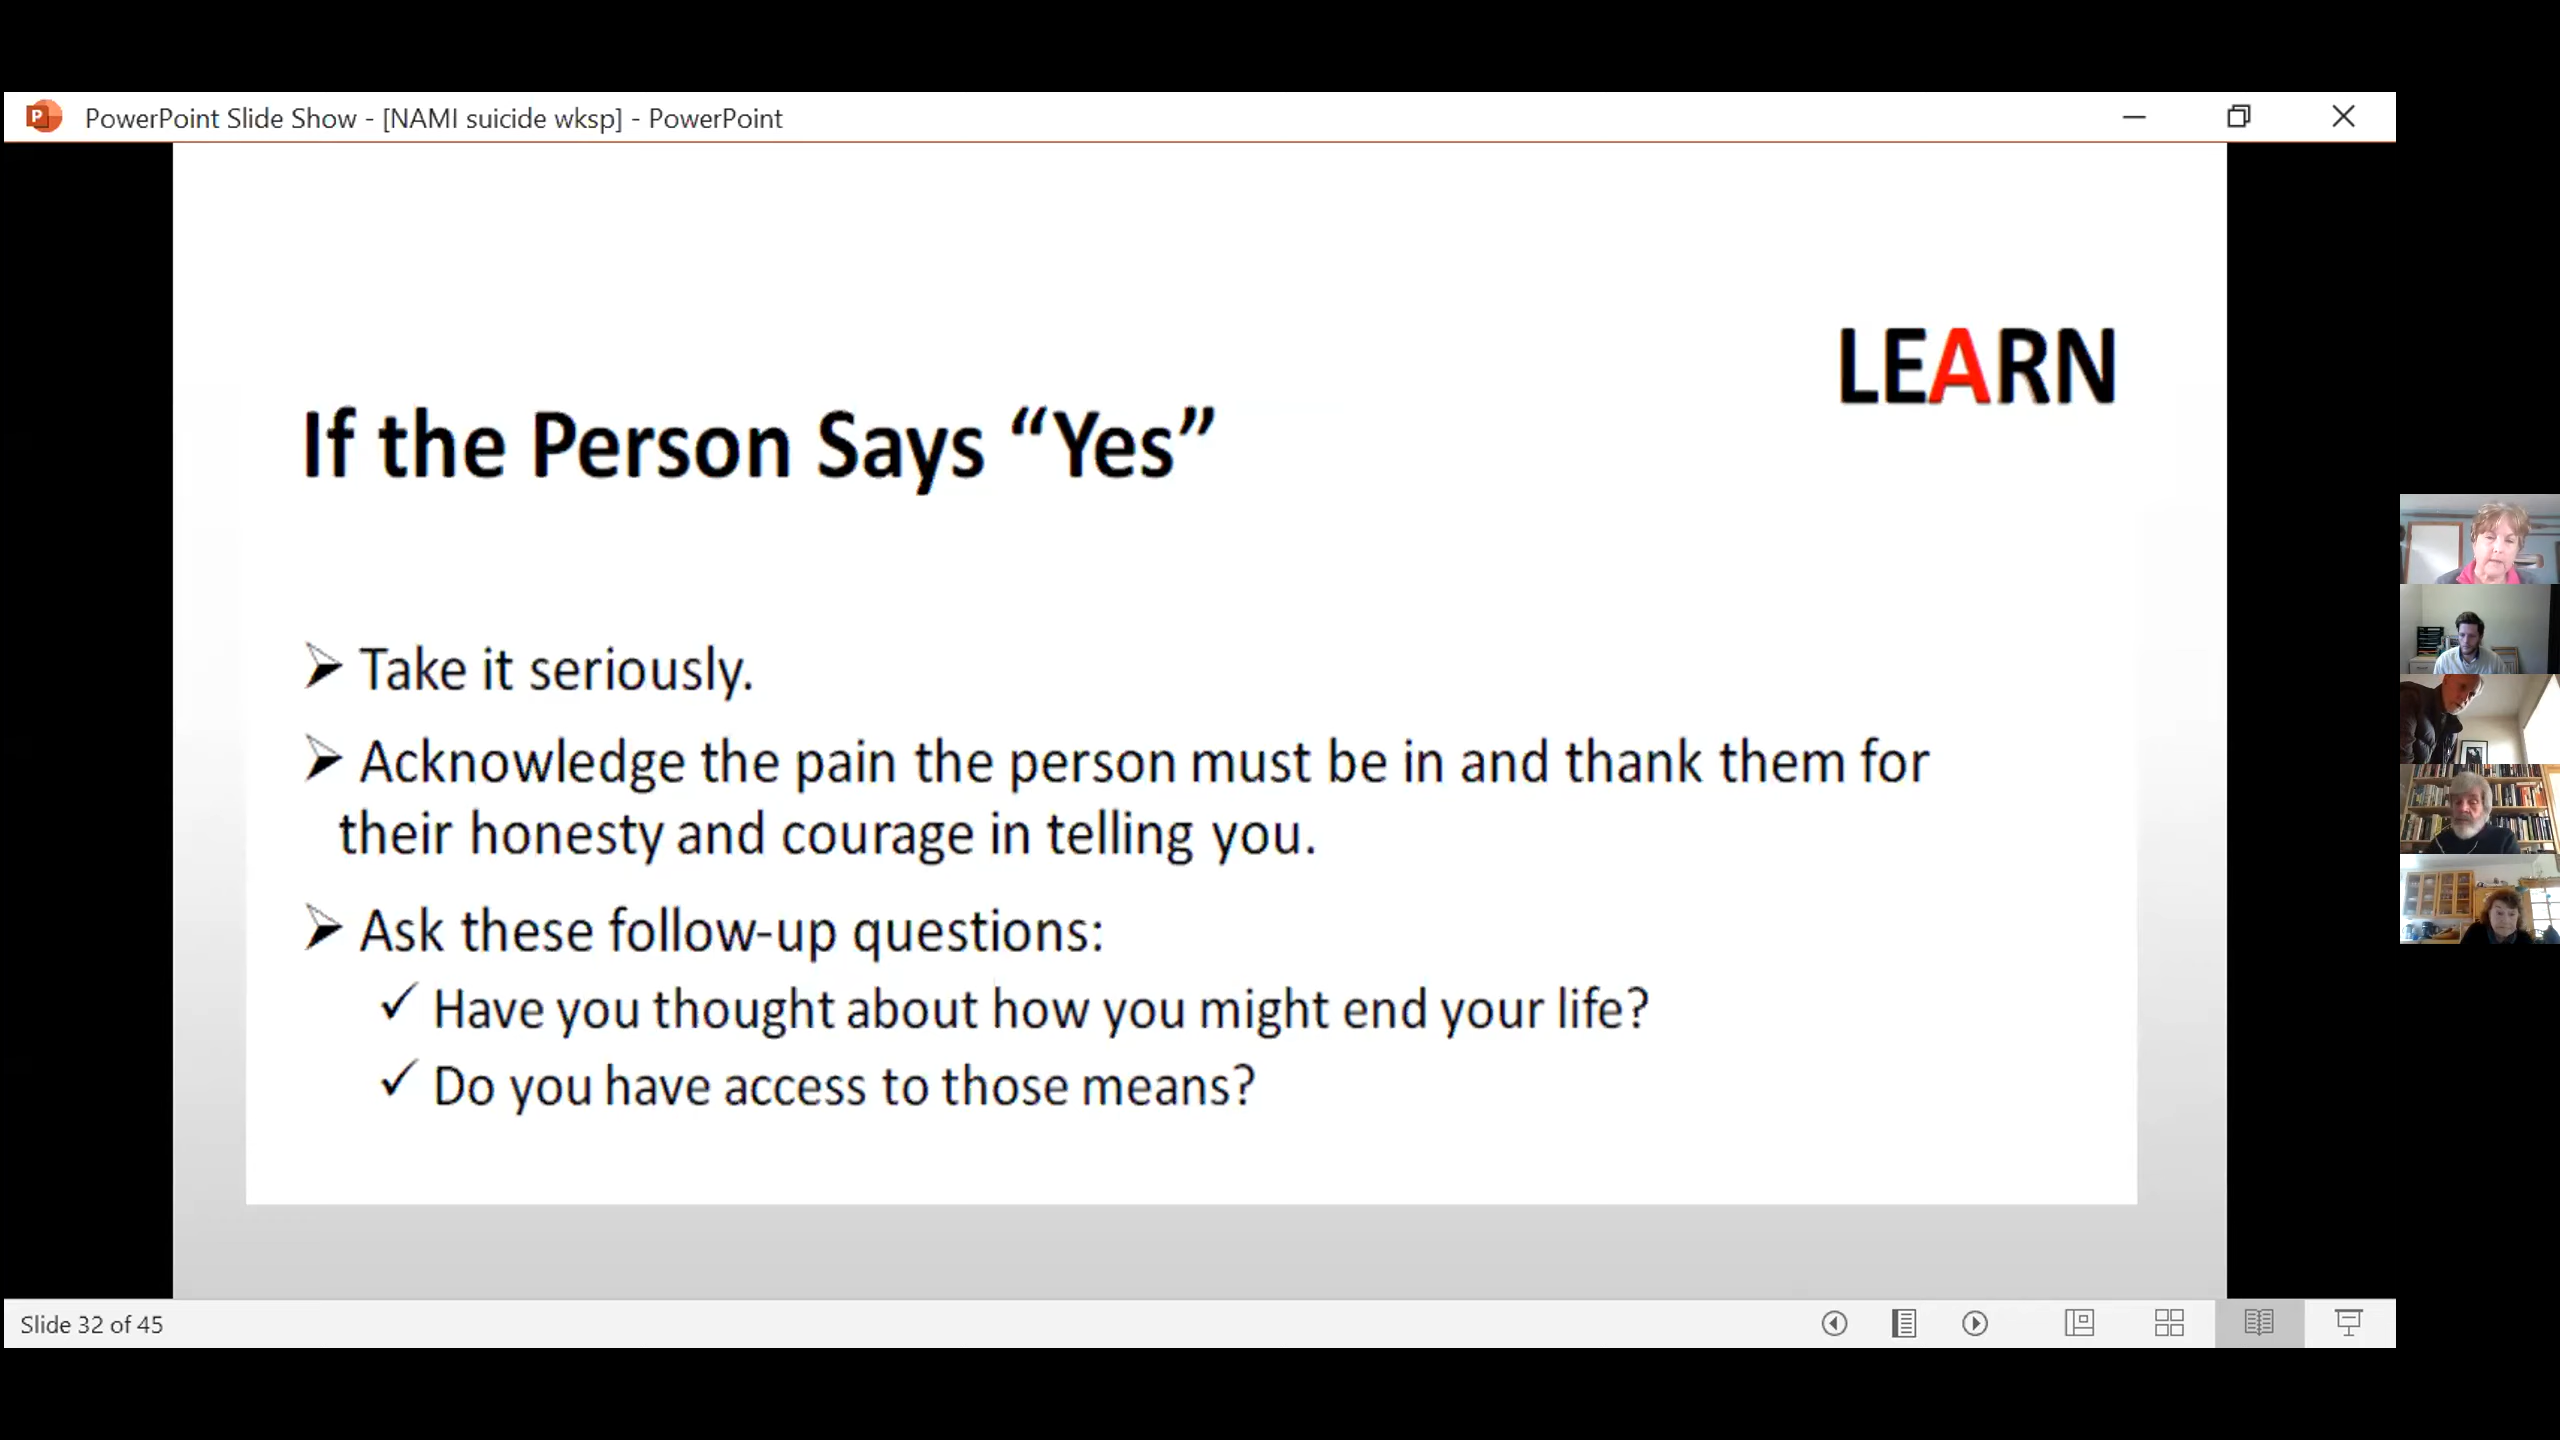 PowerPoint Slide Show - [NAMI suicide wksp] - PowerPoint
LEARN
If the Person Says “Yes”
Take it seriously.
Acknowledge the pain the person must be in and thank them for
their honesty and courage in telling you.
Ask these follow-up questions:
Have you thought about how you might end your life?
Do you have access to those means?
Slide 32 of 45